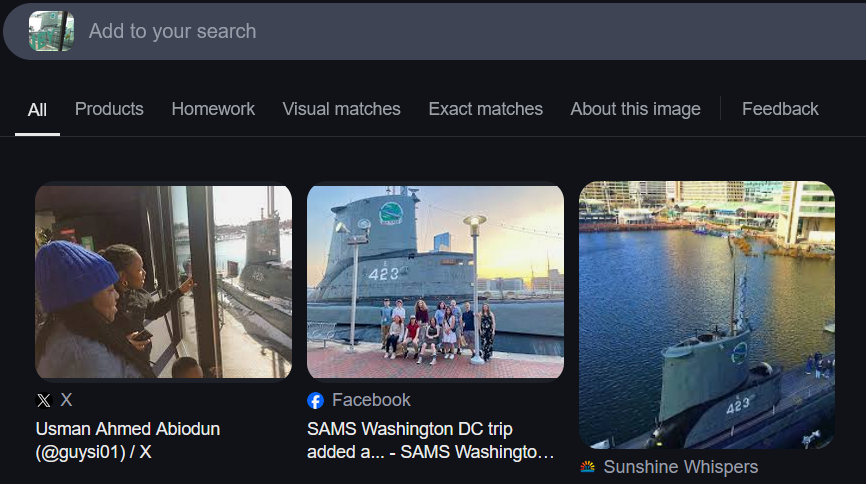 Add to your search
All Products Homework Visual matches Exact matches About this image Feedback
423
423
X
Usman Ahmed Abiodun
(@guysi01) / X
Facebook
SAMS Washington DC trip
added a... - SAMS Washingto...
Sunshine Whispers